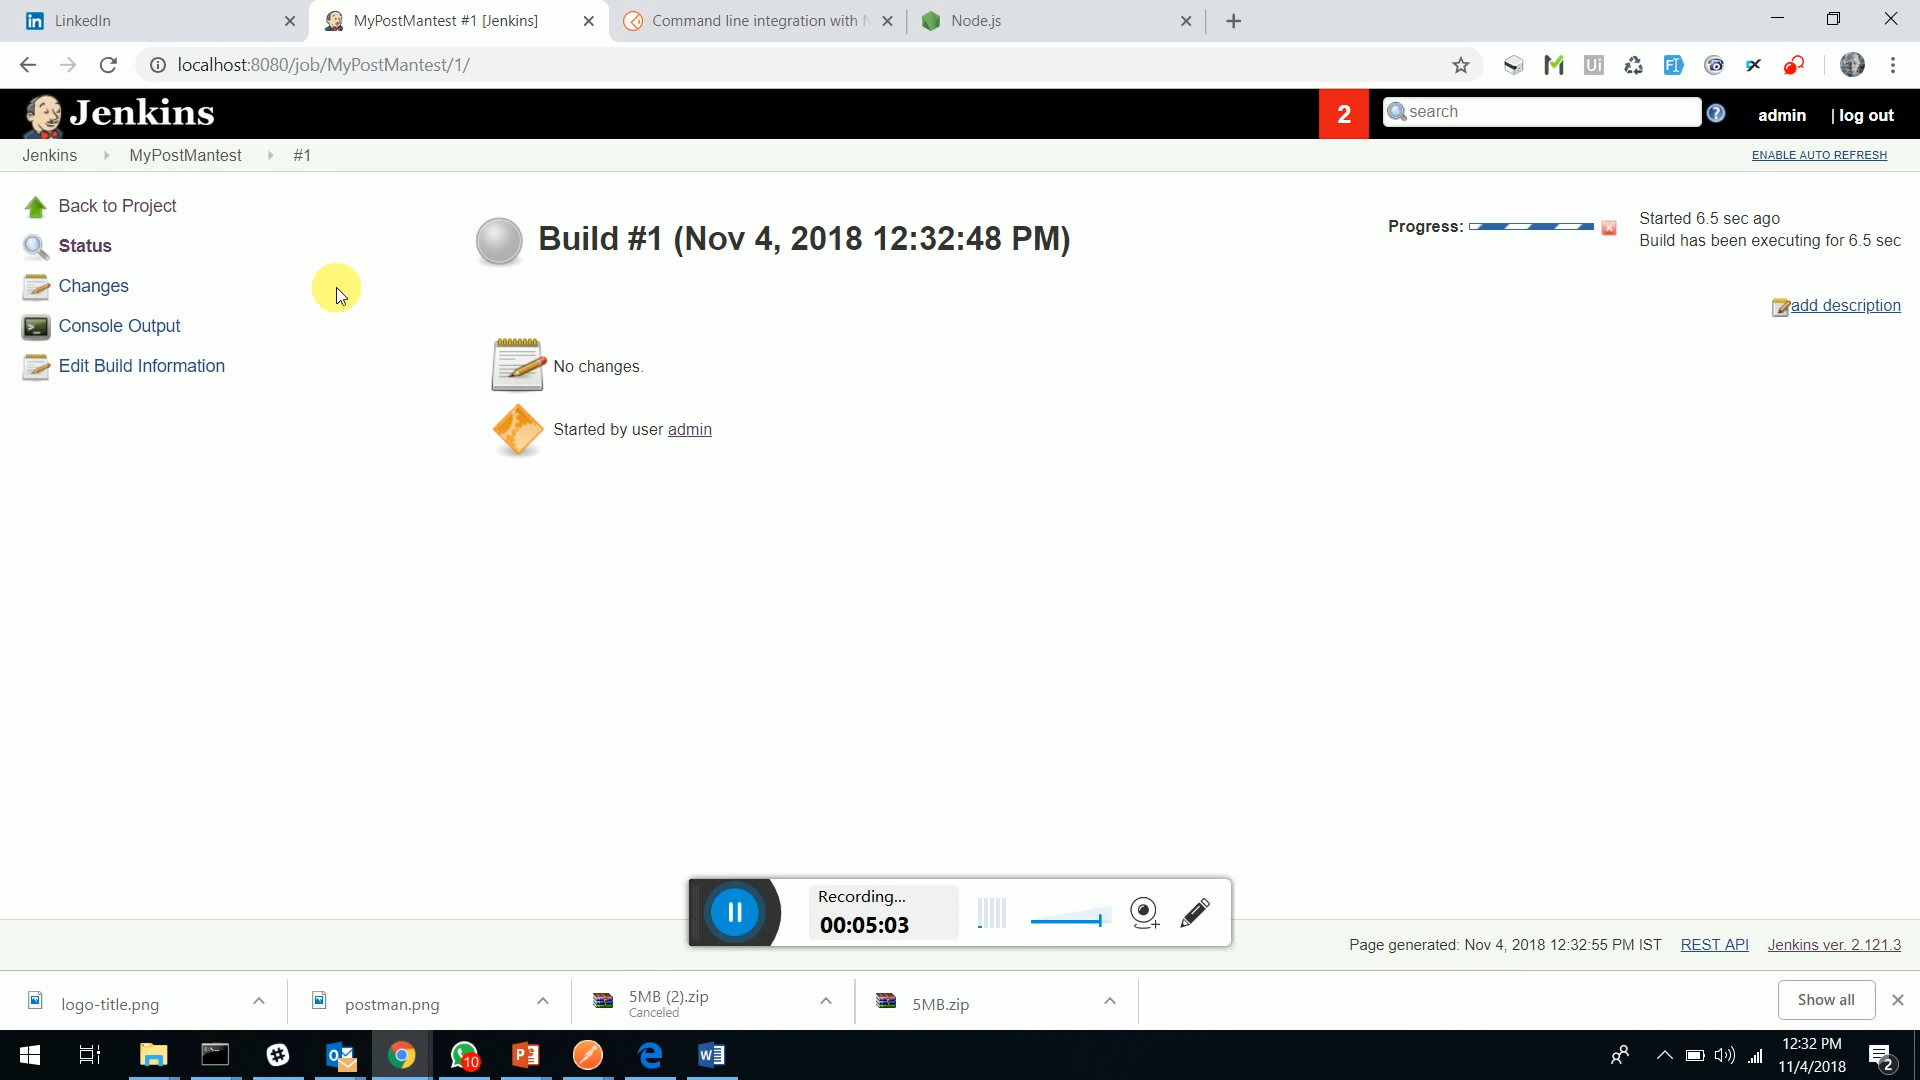 LinkedIn
MyPostMantest #1 [Jenkins]
Command line integration with
Node.js
localhost:8080/job/MyPostMantest/1/
Jenkins
2
search
admin
| log out
Jenkins
MyPostMantest
#1
ENABLE AUTO REFRESH
Back to Project
Status
Changes
Console Output
Edit Build Information
Build #1 (Nov 4, 2018 12:32:48 PM)
Progress:
Started 6.5 sec ago
Build has been executing for 6.5 sec
add description
No changes.
Started by user admin
Recording...
00:05:03
Page generated: Nov 4, 2018 12:32:55 PM IST
REST API
Jenkins ver. 2.121.3
logo-title.png
postman.png
5MB (2).zip
Canceled
5MB.zip
Show all
10
12:32 PM
11/4/2018
2